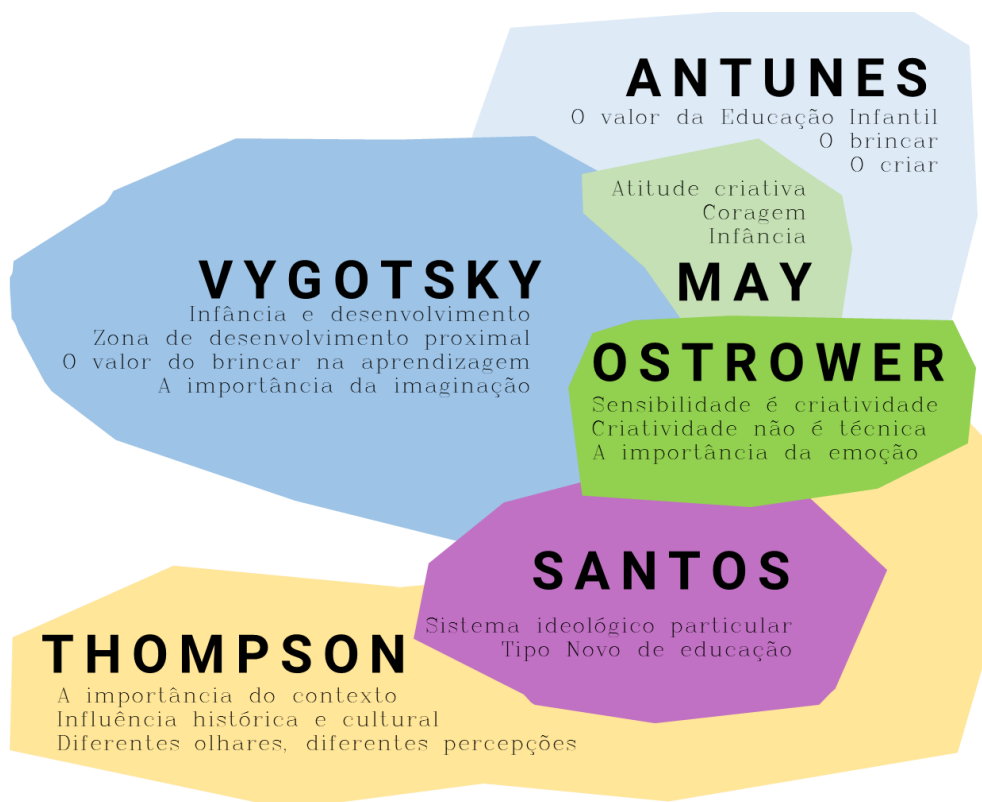 ANTUNES
O valor da Educação Infantil
O brincar
O criar
Atitude criativa
Coragem
Infância
MAY
VYGOTSKY
Infância e desenvolvimento
Zona de desenvolvimento proximal
O valor do brincar na aprendizagem
A importância da imaginação
OSTROWER
Sensibilidade é criatividade
Criatividade não é técnica
A importância da emoção
SANTOS
Sistema ideológico particular
Tipo Novo de educação
THOMPSON
A importância do contexto
Influência histórica e cultural
Diferentes olhares, diferentes percepções